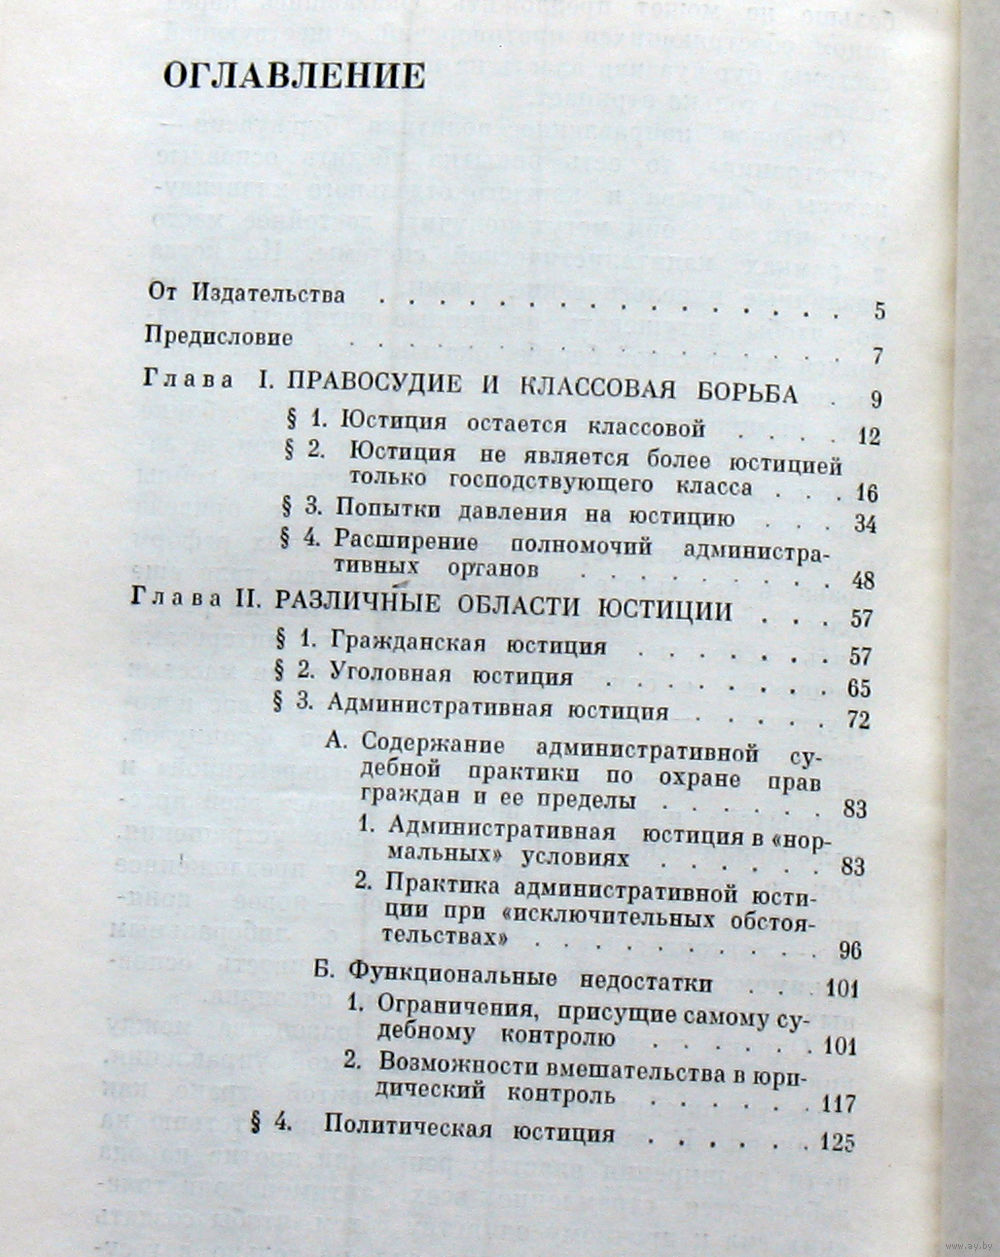 ОГЛАВЛЕНИЕ
От Издательства . . . . . . . . . . . . . . . . 5
Предисловие . . . . . . . . . . . . . . . . . 7
Глава I. ПРАВОСУДИЕ И КЛАССОВАЯ БОРЬБА . 9
§ 1. Юстиция остается классовой . . . . 12
§ 2. Юстиция не является более юстицией
только господствующего класса . . . 16
§ 3. Попытки давления на юстицию . . . 34
§ 4. Расширение полномочий администра-
тивных органов . . . . . . . . . 48
Глава II. РАЗЛИЧНЫЕ ОБЛАСТИ ЮСТИЦИИ . . . 57
§ 1. Гражданская юстиция . . . . . . . 57
§ 2. Уголовная юстиция . . . . . . . . 65
§ 3. Административная юстиция . . . . . 72
А. Содержание административной су-
дебной практики по охране прав
граждан и ее пределы . . . . . . 83
1. Административная юстиция в «нор-
мальных» условиях . . . . . . 83
2. Практика административной юсти-
ции при «исключительных обстоя-
тельствах» . . . . . . . . . 96
Б. Функциональные недостатки . . . 101
1. Ограничения, присущие самому су-
дебному контролю . . . . . . 101
2. Возможности вмешательства в юри-
дический контроль . . . . . . 117
§ 4. Политическая юстиция . . . . . . 125
www.ay.by